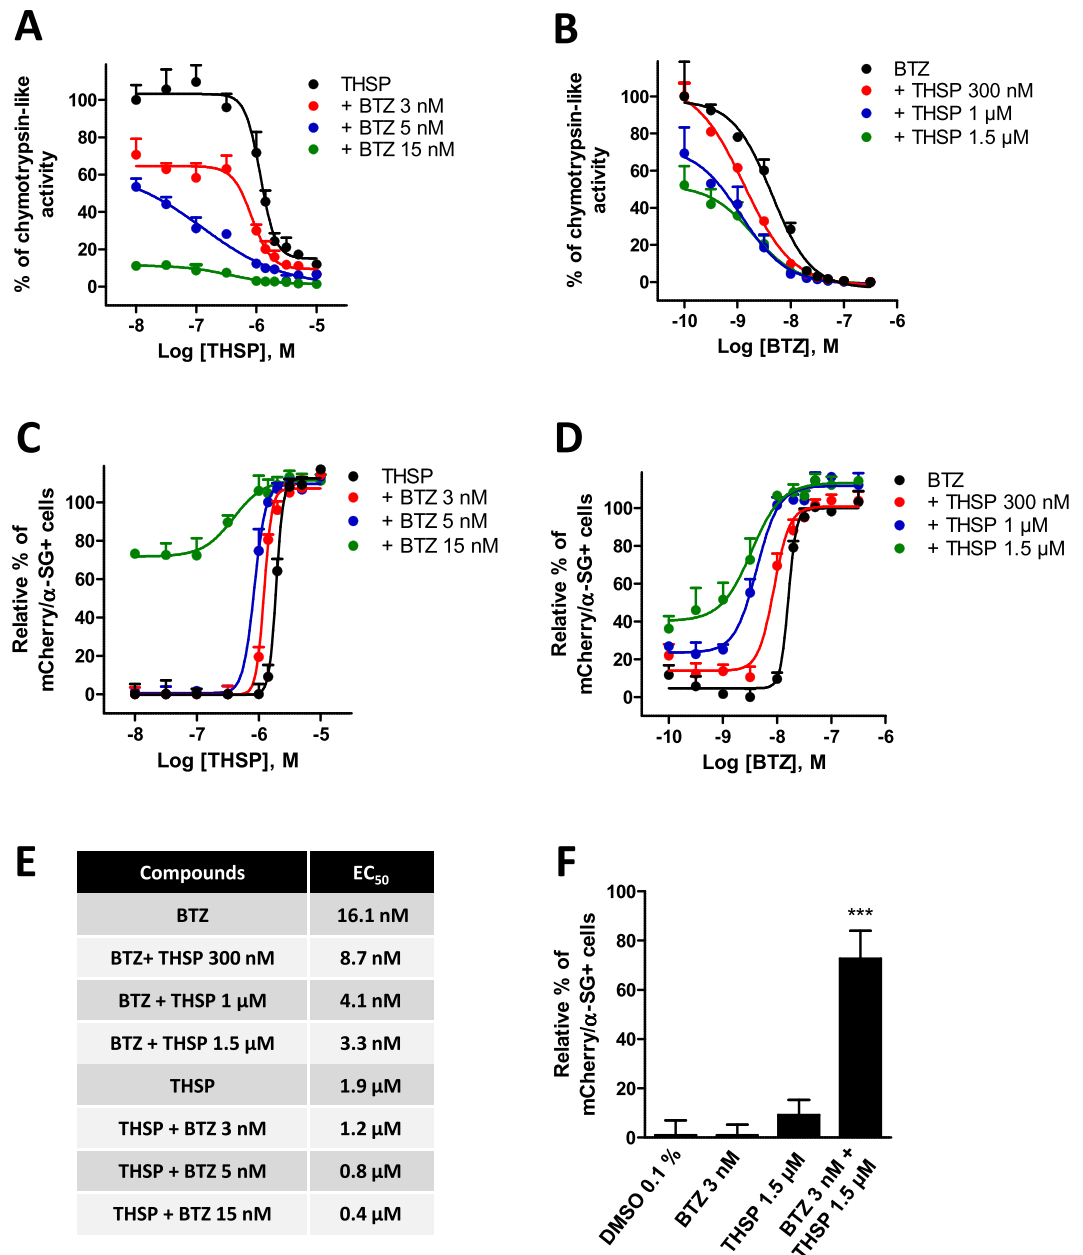 A
% of chymotrypsin-like
activity
100
80
60
40
20
0
-8 -7 -6 -5
Log [THSP], M
THSP
+ BTZ 3 nM
+ BTZ 5 nM
+ BTZ 15 nM
B
% of chymotrypsin-like
activity
100
80
60
40
20
0
-10 -9 -8 -7 -6
Log [BTZ], M
BTZ
+ THSP 300 nM
+ THSP 1 µM
+ THSP 1.5 µM
C
Relative % of
mCherry/α-SG+ cells
100
80
60
40
20
0
-8 -7 -6 -5
Log [THSP], M
THSP
+ BTZ 3 nM
+ BTZ 5 nM
+ BTZ 15 nM
D
Relative % of
mCherry/α-SG+ cells
100
80
60
40
20
0
-10 -9 -8 -7 -6
Log [BTZ], M
BTZ
+ THSP 300 nM
+ THSP 1 µM
+ THSP 1.5 µM
E
Compounds EC50
BTZ 16.1 nM
BTZ+ THSP 300 nM 8.7 nM
BTZ + THSP 1 µM 4.1 nM
BTZ + THSP 1.5 µM 3.3 nM
THSP 1.9 µM
THSP + BTZ 3 nM 1.2 µM
THSP + BTZ 5 nM 0.8 µM
THSP + BTZ 15 nM 0.4 µM
F
Relative % of
mCherry/α-SG+ cells
100
80
60
40
20
0
***
DMSO 0.1 %
BTZ 3 nM
THSP 1.5 µM
BTZ 3 nM +
THSP 1.5 µM